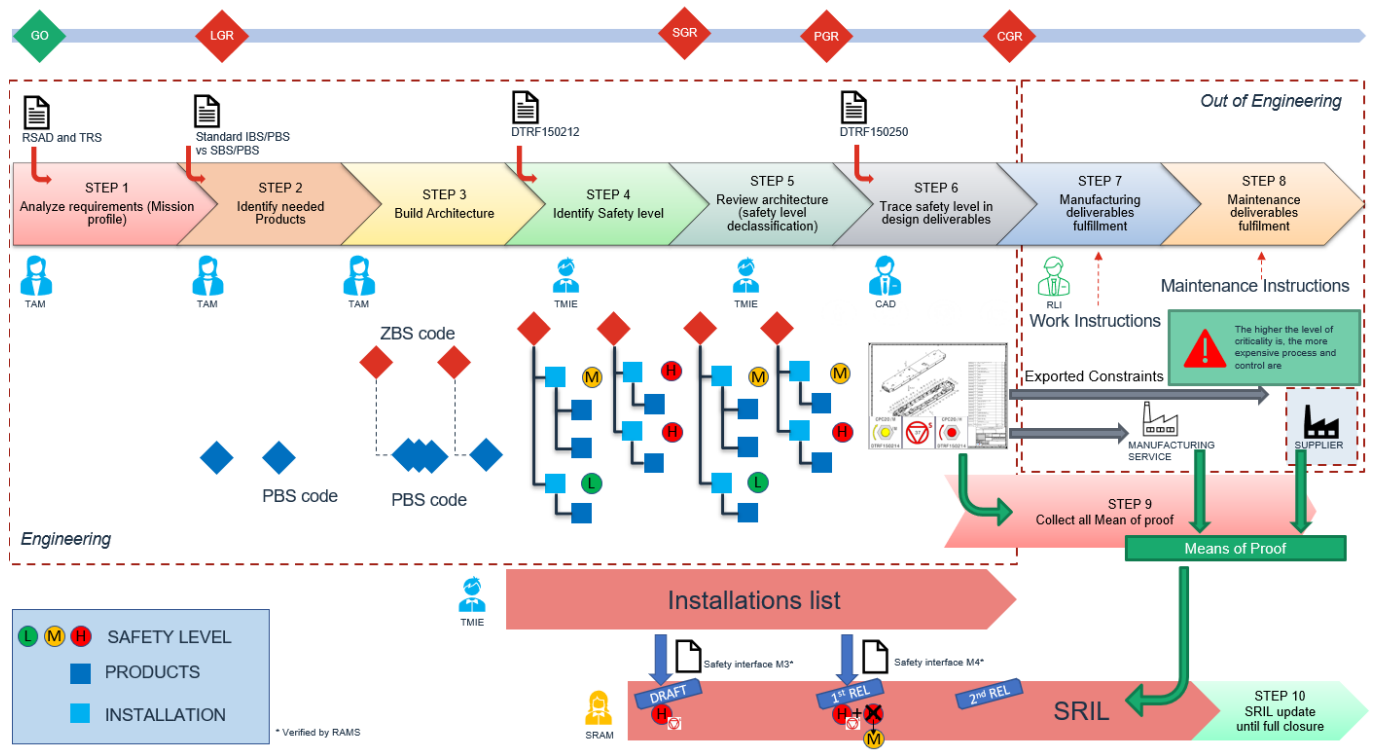 GO
LGR
SGR
PGR
CGR
Out of Engineering
RSAD and TRS
Standard IBS/PBS
vs SBS/PBS
DTRF150212
DTRF150250
STEP 1
Analyze requirements (Mission
profile)
STEP 2
Identify needed
Products
STEP 3
Build Architecture
STEP 4
Identify Safety level
STEP 5
Review architecture
(safety level
declassification)
STEP 6
Trace safety level in
design deliverables
STEP 7
Manufacturing
deliverables
fulfillment
STEP 8
Maintenance
deliverables
fulfilment
TAM
TAM
TAM
TMIE
TMIE
CAD
RLI
Work Instructions
Maintenance Instructions
The higher the level of
criticality is, the more
expensive process and
control are
ZBS code
PBS code
PBS code
M
H
H
L
M
M
H
L
Exported Constraints
MANUFACTURING
SERVICE
SUPPLIER
STEP 9
Collect all Mean of proof
Means of Proof
Engineering
TMIE
Installations list
Safety interface M3*
Safety interface M4*
DRAFT
H
1st REL
H + X
M
2nd REL
SRAM
SRIL
STEP 10
SRIL update
until full closure
L M H SAFETY LEVEL
PRODUCTS
INSTALLATION
* Verified by RAMS